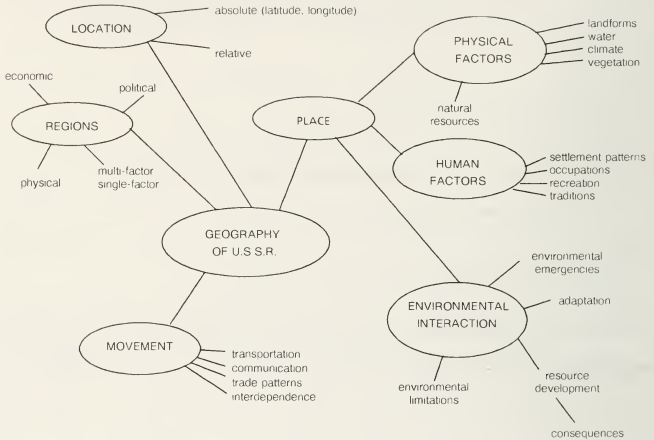 LOCATION
absolute (latitude, longitude)
relative
REGIONS
economic
political
physical
multi-factor
single-factor
PLACE
PHYSICAL
FACTORS
landforms
water
climate
vegetation
natural
resources
HUMAN
FACTORS
settlement patterns
occupations
recreation
traditions
GEOGRAPHY
OF U.S S.R.
ENVIRONMENTAL
INTERACTION
environmental
emergencies
adaptation
resource
development
consequences
environmental
limitations
MOVEMENT
transportation
communication
trade patterns
interdependence